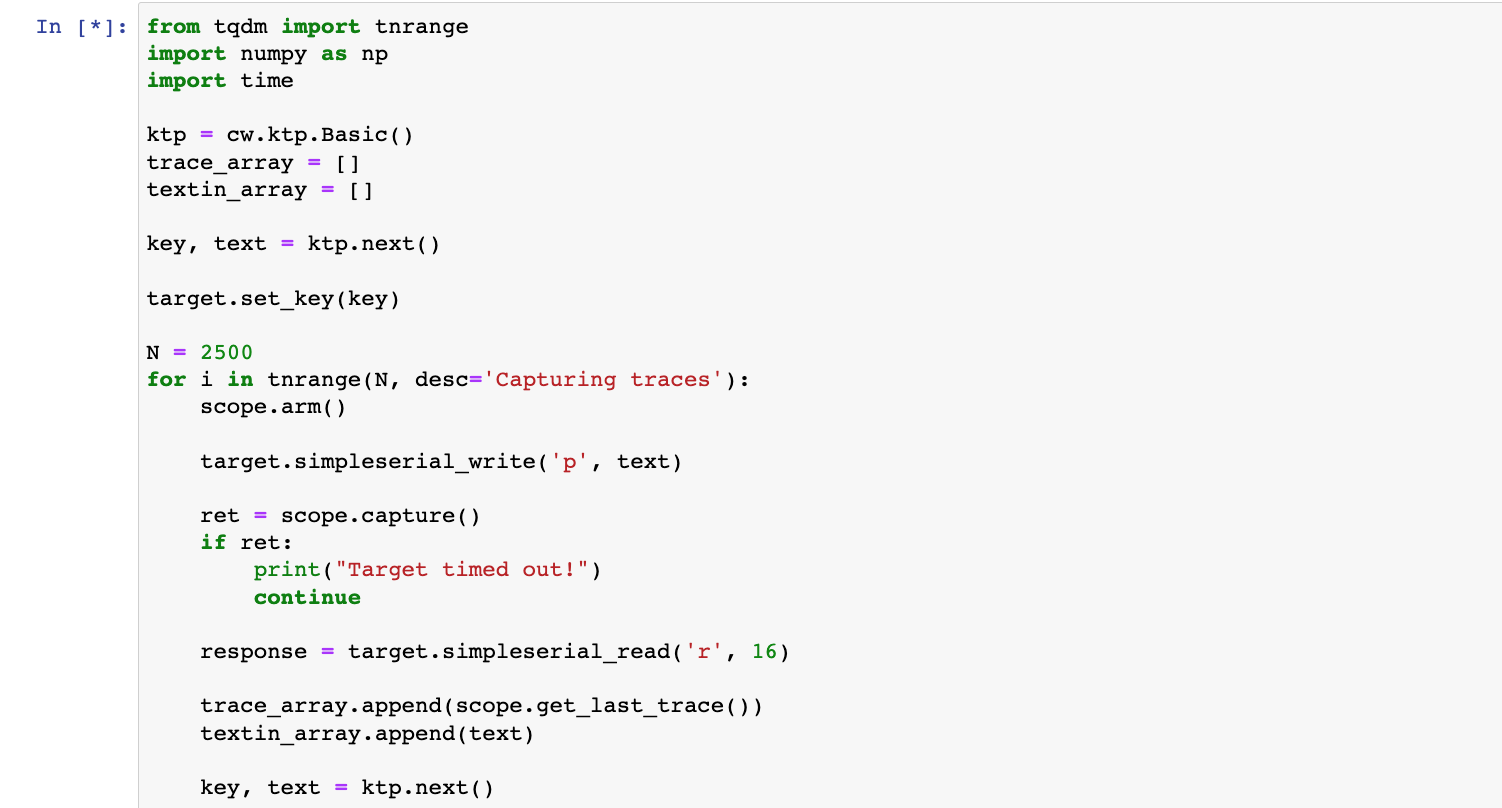 In [*]: from tqdm import tnrange
import numpy as np
import time
ktp = cw.ktp.Basic()
trace_array = []
textin_array = []
key, text = ktp.next()
target.set_key(key)
N = 2500
for i in tnrange(N, desc='Capturing traces'):
    scope.arm()
    target.simpleserial_write('p', text)
    ret = scope.capture()
    if ret:
        print("Target timed out!")
        continue
    response = target.simpleserial_read('r', 16)
    trace_array.append(scope.get_last_trace())
    textin_array.append(text)
    key, text = ktp.next()